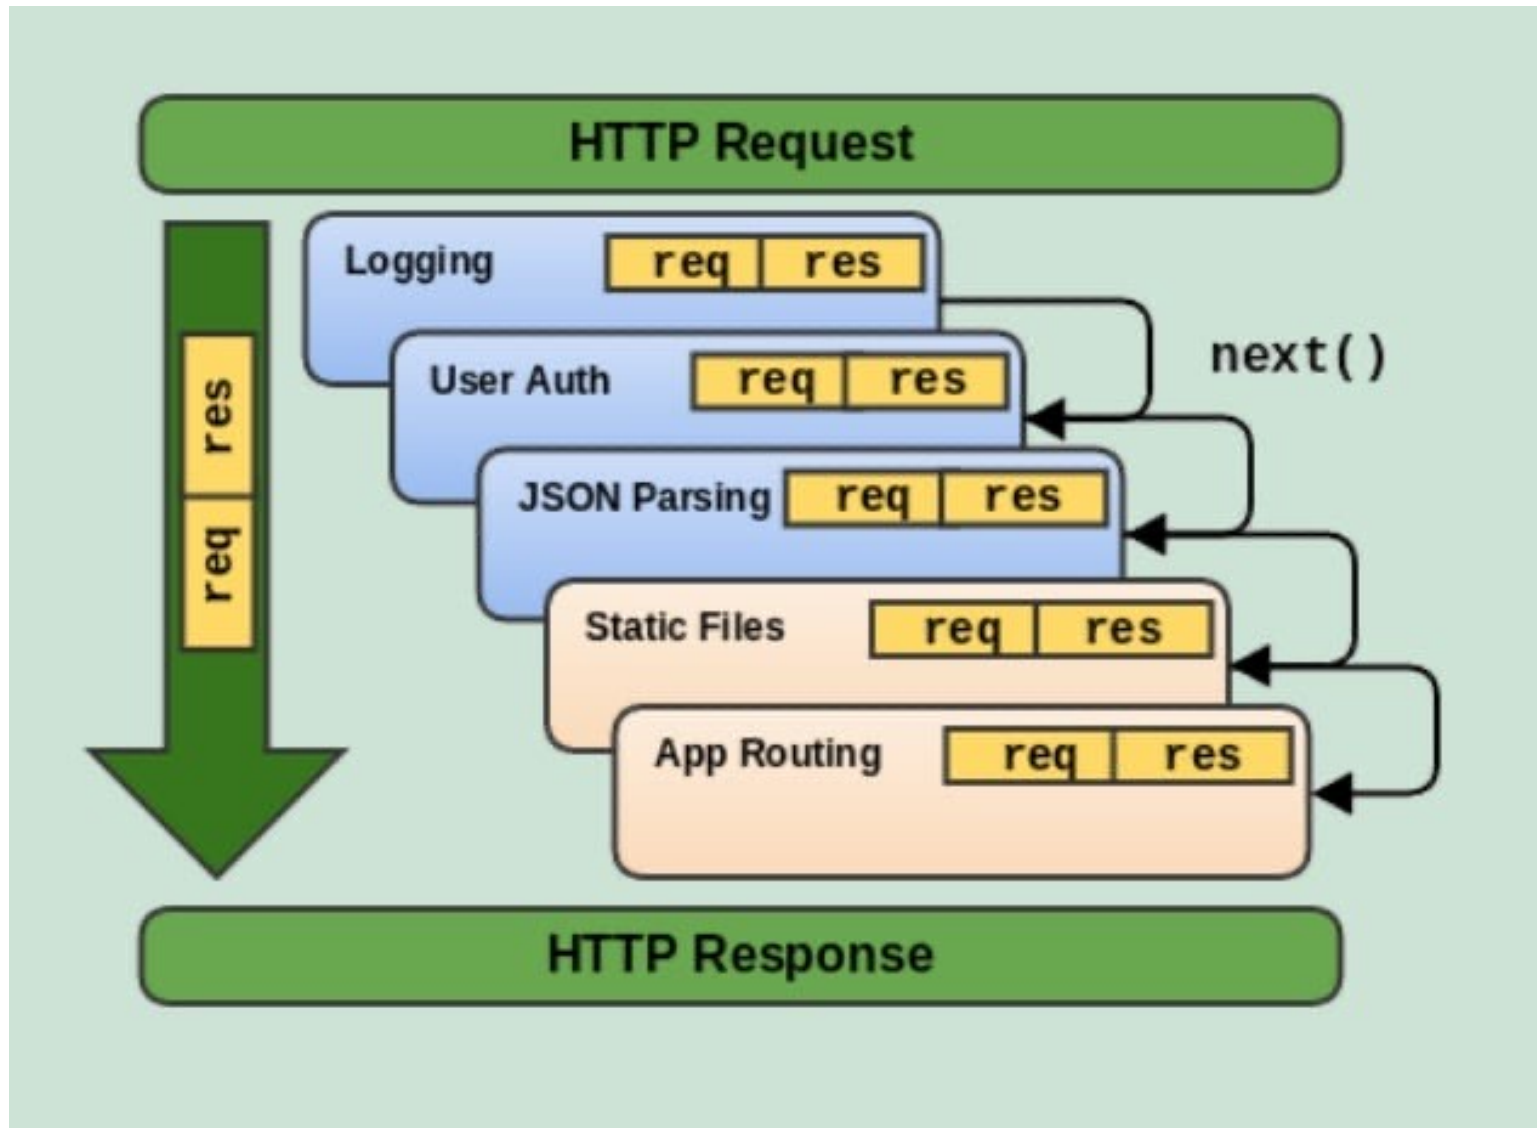 HTTP Request
Logging req res
next()
User Auth req res
res
JSON Parsing req res
req
Static Files req res
App Routing req res
HTTP Response